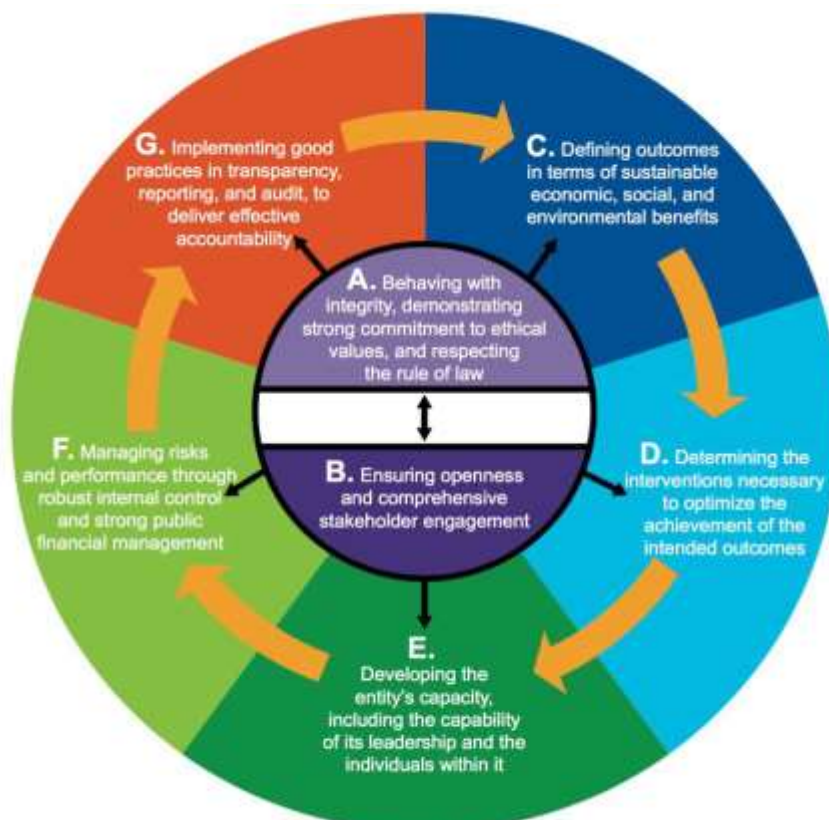 G. Implementing good
practices in transparency,
reporting, and audit, to
deliver effective
accountability
C. Defining outcomes
in terms of sustainable
economic, social, and
environmental benefits
A. Behaving with
integrity, demonstrating
strong commitment to ethical
values, and respecting
the rule of law
F. Managing risks
and performance through
robust internal control
and strong public
financial management
B. Ensuring openness
and comprehensive
stakeholder engagement
D. Determining the
interventions necessary
to optimize the
achievement of the
intended outcomes
E.
Developing the
entity's capacity,
including the capability
of its leadership and the
individuals within it